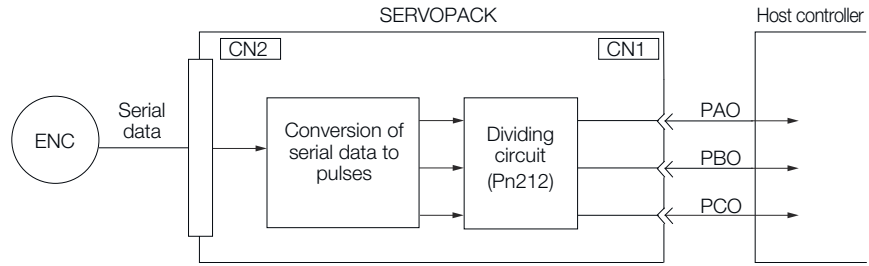 SERVOPACK
Host controller
CN2
CN1
ENC
Serial
data
Conversion of
serial data to
pulses
Dividing
circuit
(Pn212)
PAO
PBO
PCO